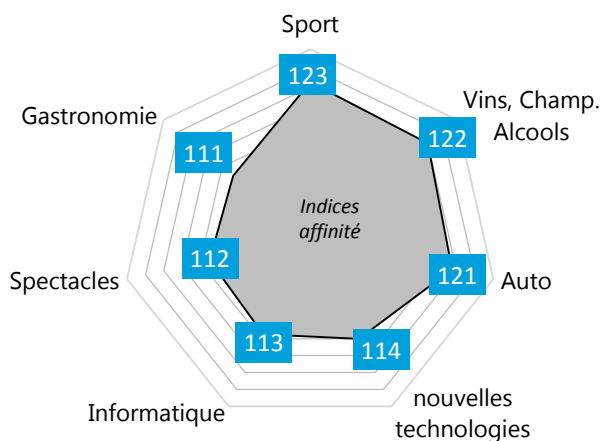 Sport
123
Vins, Champ.
Alcools
122
Gastronomie
111
Indices
affinité
112
Spectacles
121
Auto
113
114
Informatique
nouvelles
technologies